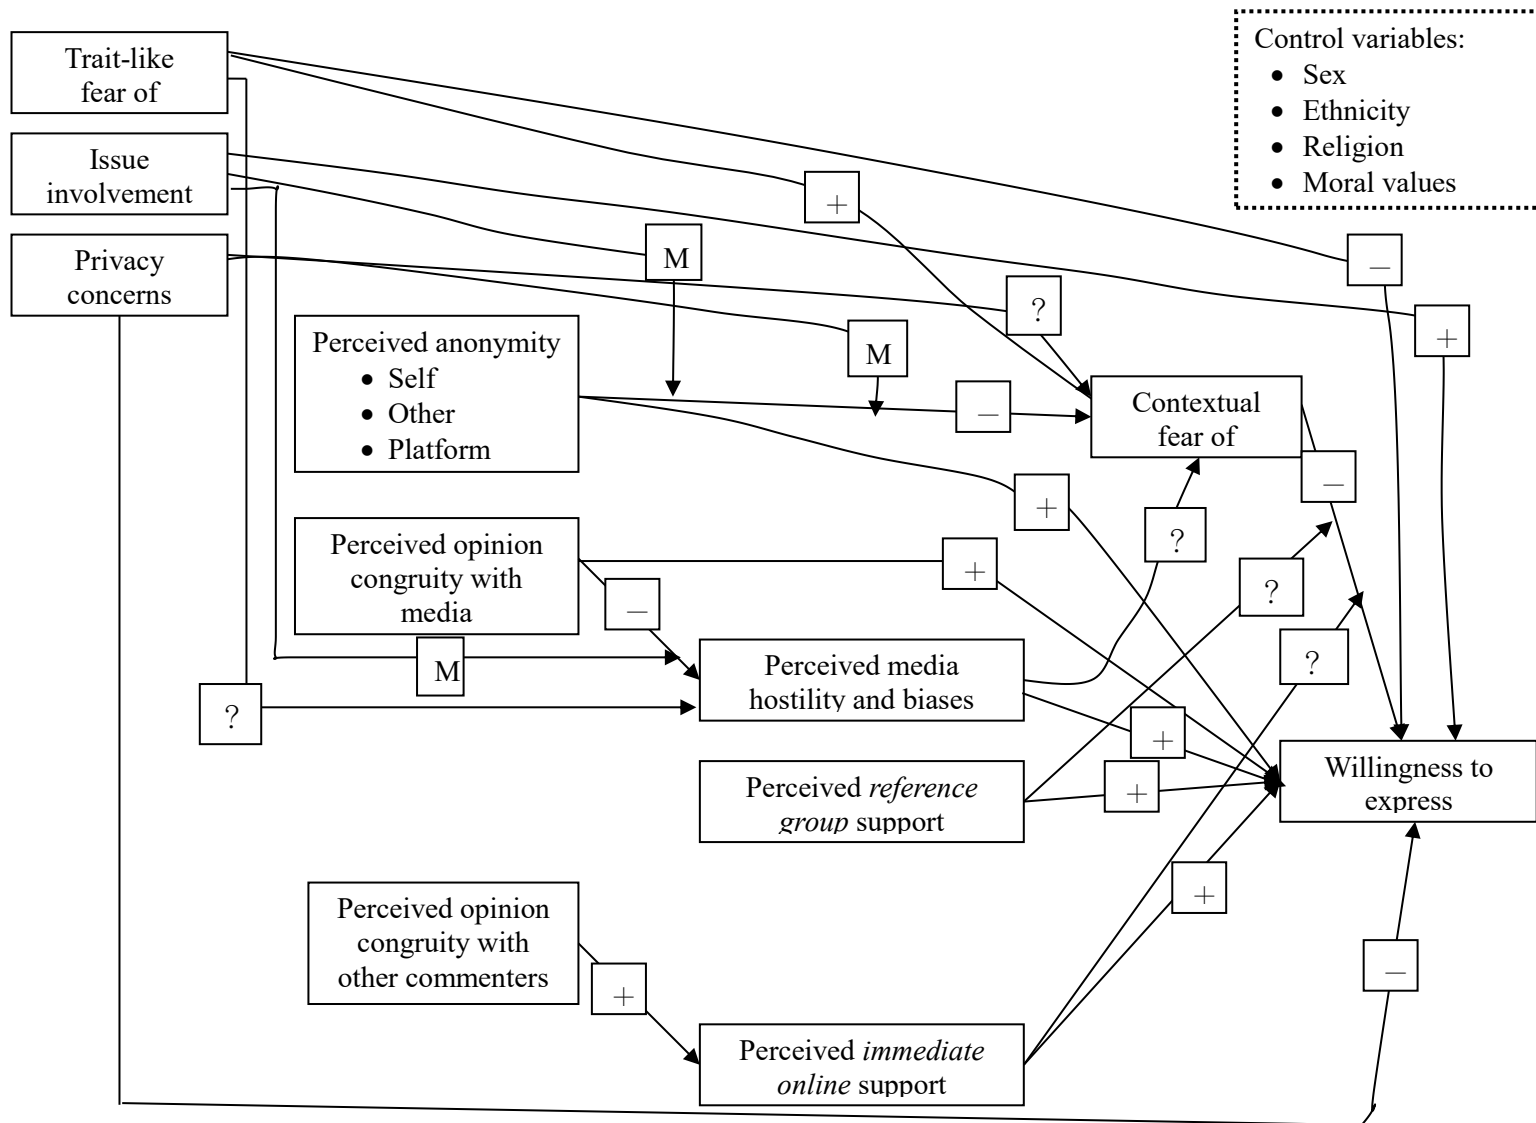 Trait-like
fear of
Control variables:
• Sex
• Ethnicity
• Religion
• Moral values
Issue
involvement
+
M
Privacy
concerns
–
?
+
Perceived anonymity
• Self
• Other
• Platform
M
–
Contextual
fear of
–
+
?
Perceived opinion
congruity with
media
+
–
?
M
?
Perceived media
hostility and biases
?
+
Willingness to
express
Perceived reference
group support
+
+
Perceived opinion
congruity with
other commenters
+
–
Perceived immediate
online support